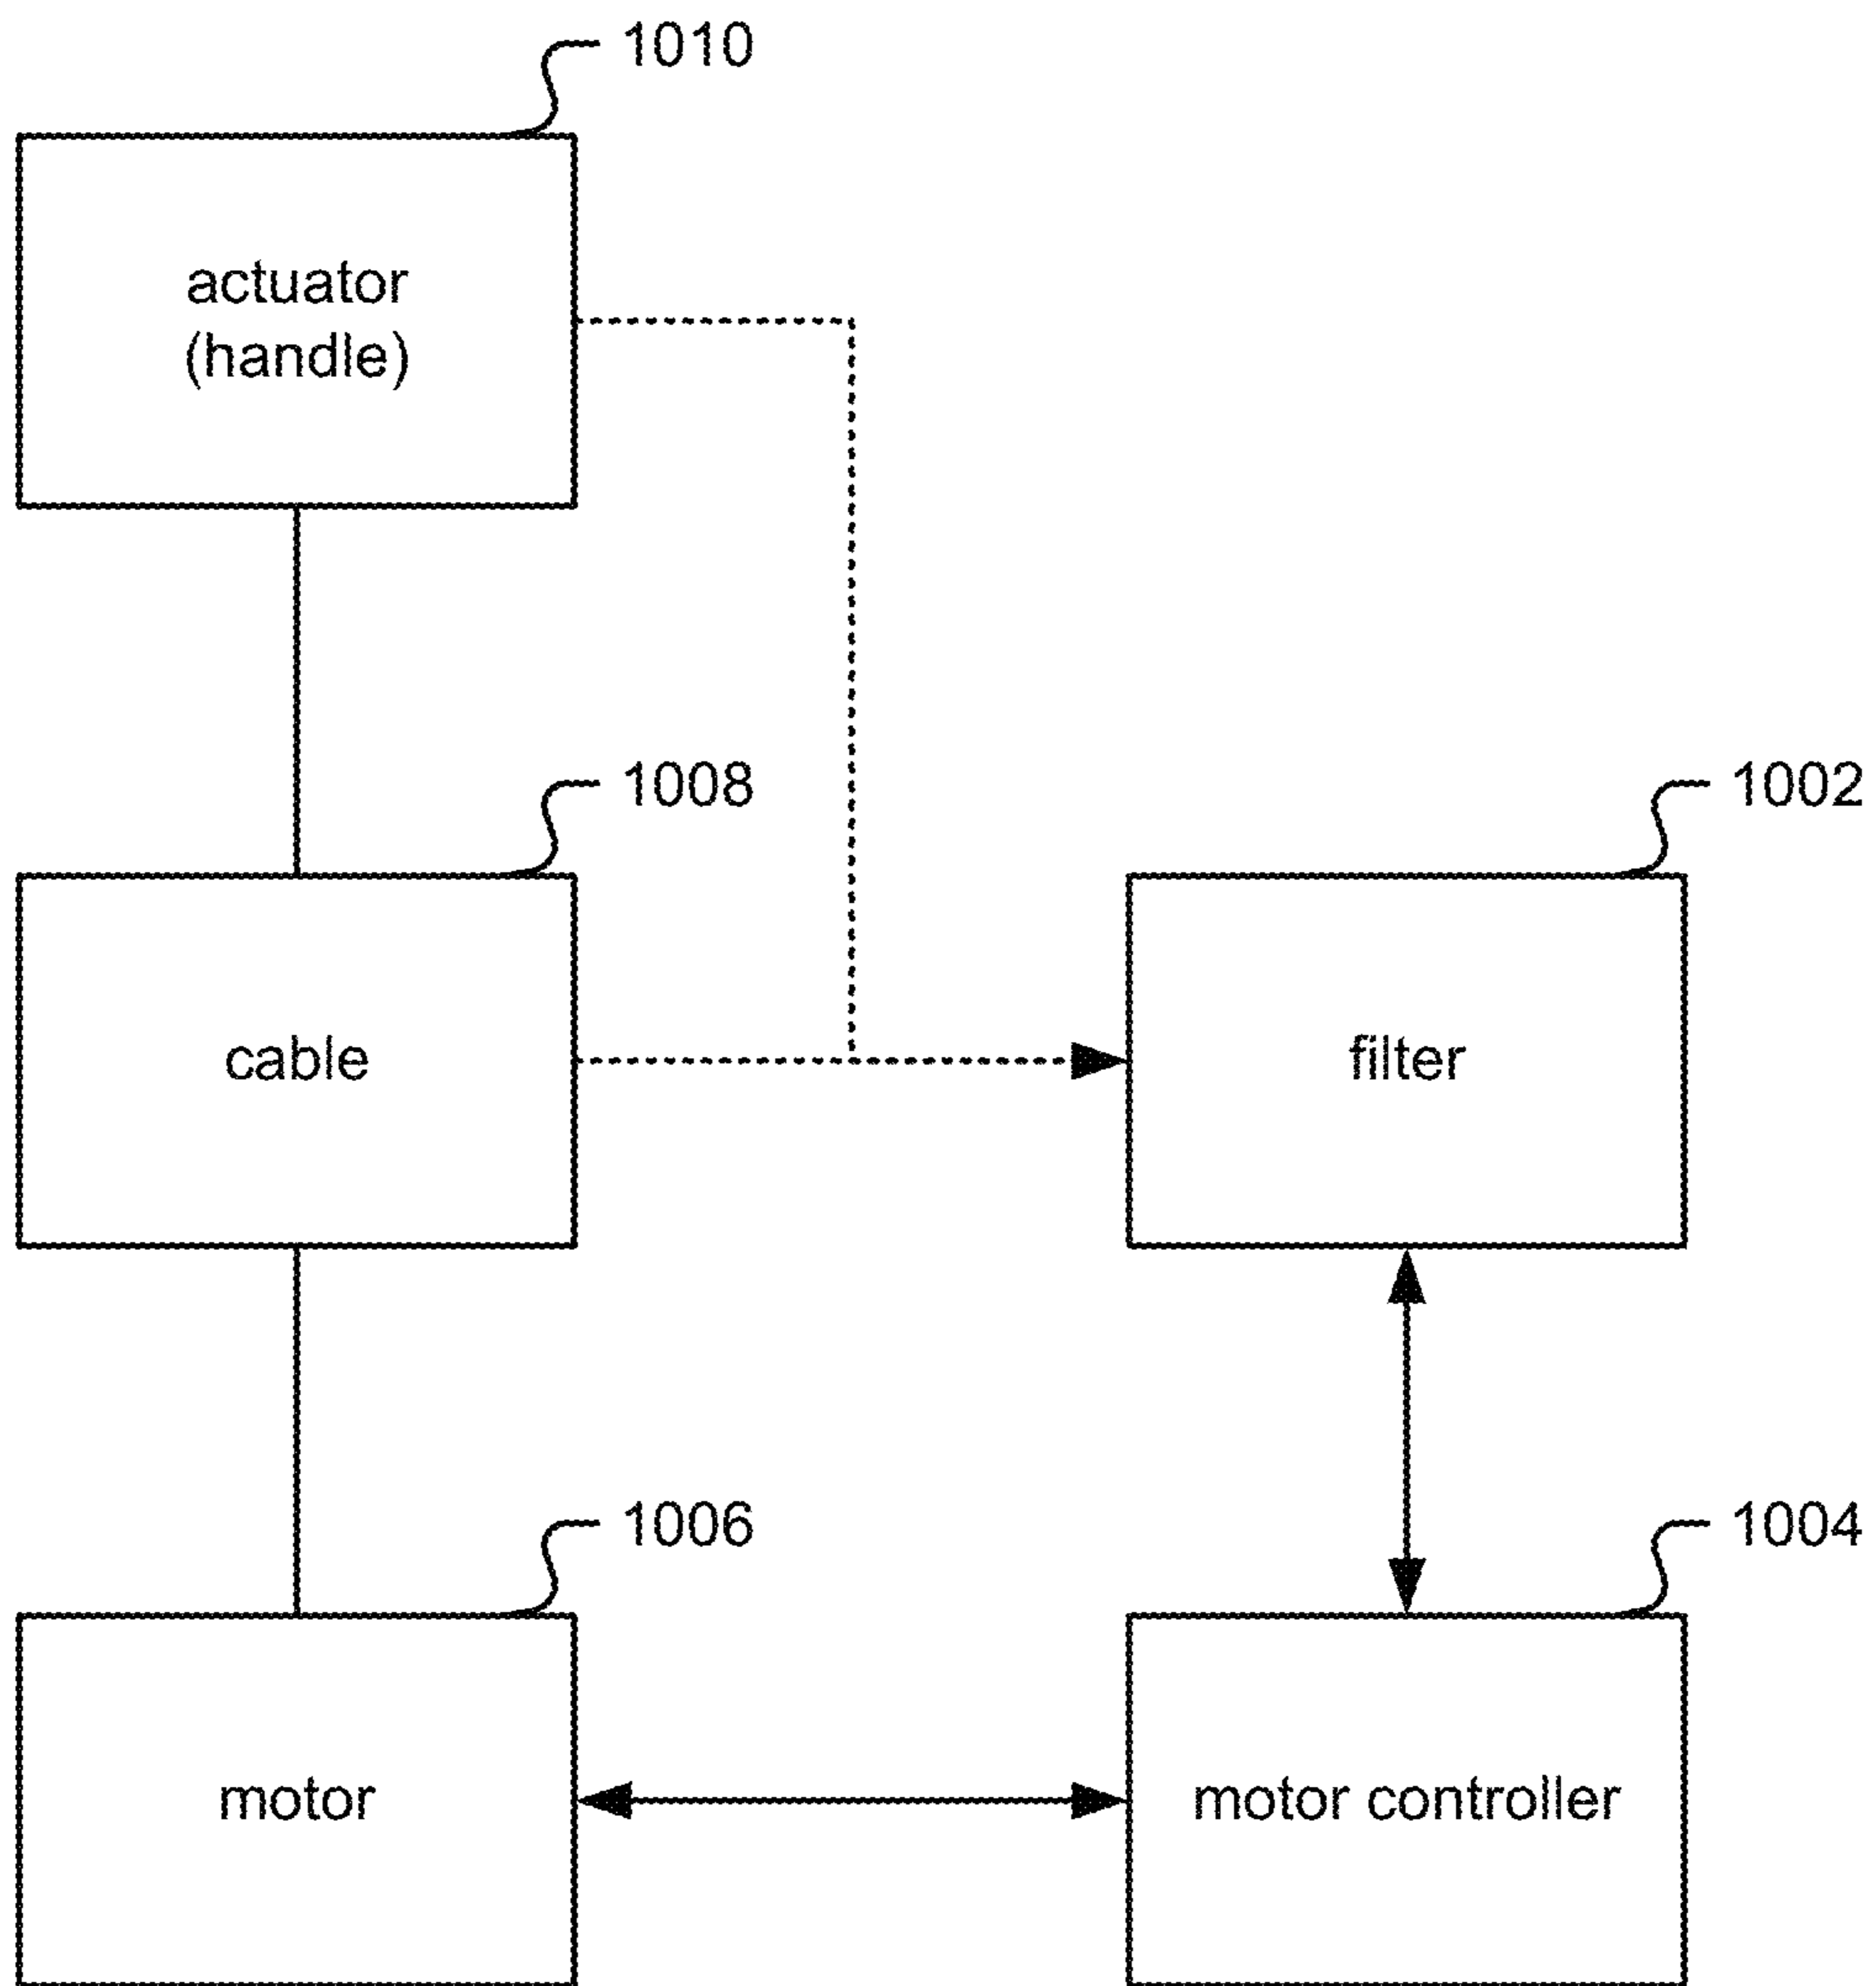 1010
actuator
(handle)
1008
1002
cable
filter
1006
1004
motor
motor controller